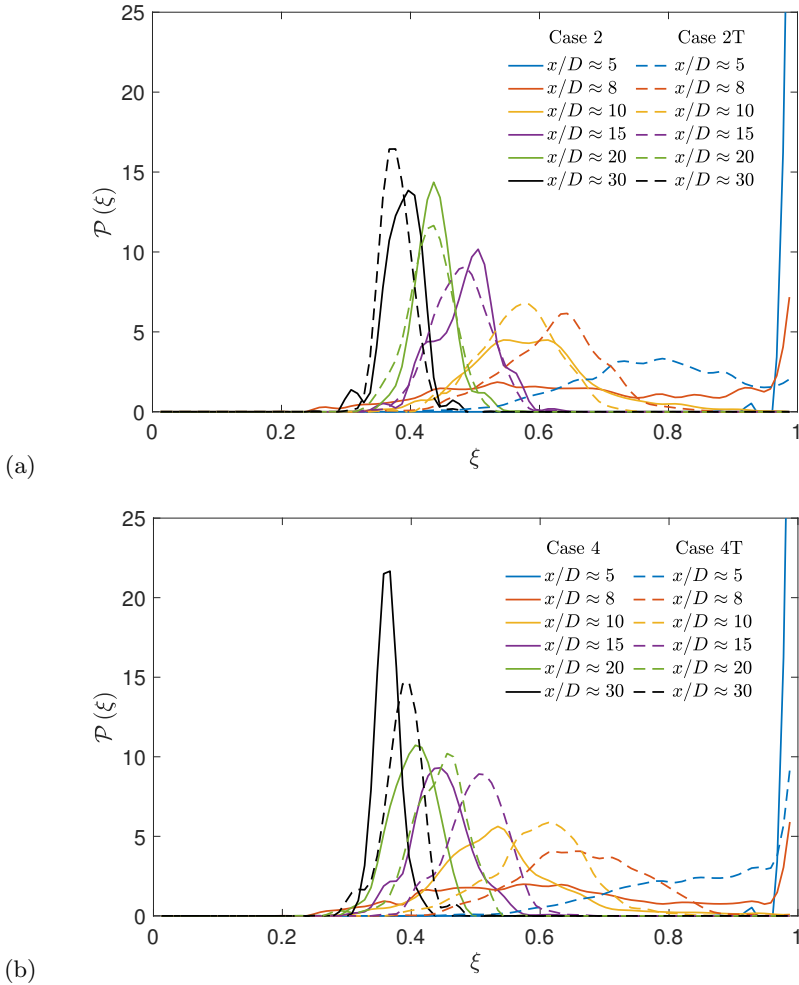 25
20
15
10
5
0
0 0.2 0.4 0.6 0.8 1
𝒫 (ξ)
ξ
Case 2 Case 2T
x/D ≈ 5 x/D ≈ 5
x/D ≈ 8 x/D ≈ 8
x/D ≈ 10 x/D ≈ 10
x/D ≈ 15 x/D ≈ 15
x/D ≈ 20 x/D ≈ 20
x/D ≈ 30 x/D ≈ 30
(a)
25
20
15
10
5
0
0 0.2 0.4 0.6 0.8 1
𝒫 (ξ)
ξ
Case 4 Case 4T
x/D ≈ 5 x/D ≈ 5
x/D ≈ 8 x/D ≈ 8
x/D ≈ 10 x/D ≈ 10
x/D ≈ 15 x/D ≈ 15
x/D ≈ 20 x/D ≈ 20
x/D ≈ 30 x/D ≈ 30
(b)